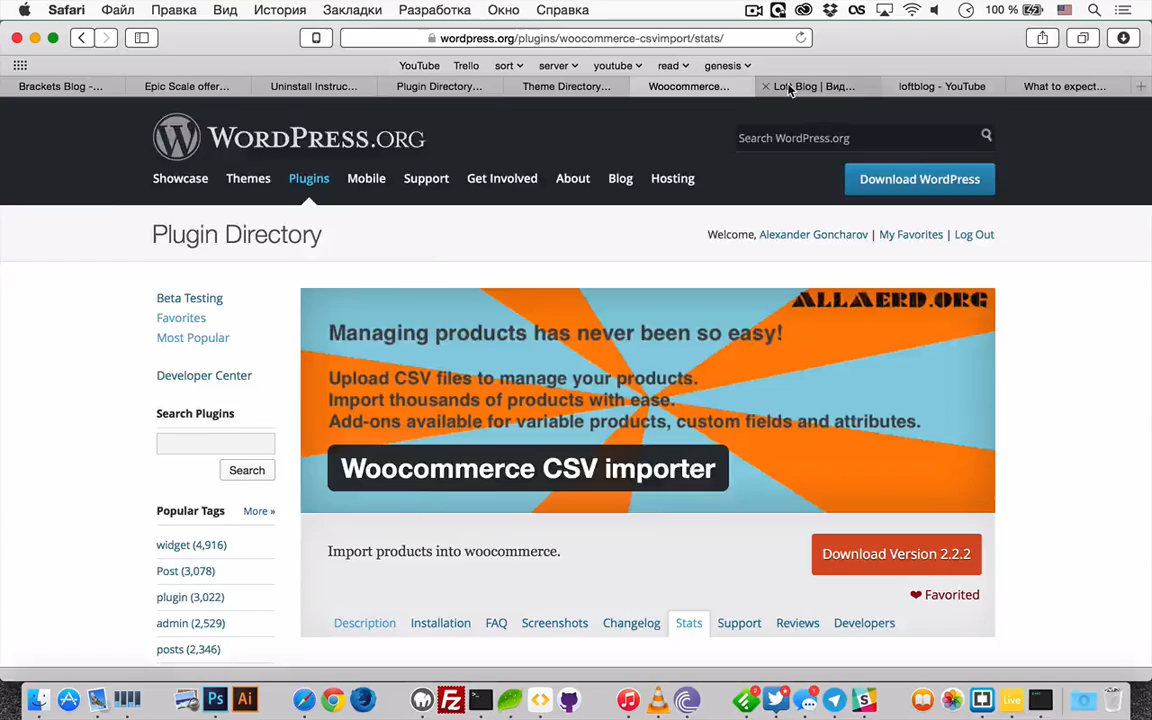 Safari Файл Правка Вид История Закладки Разработка Окно Справка 100 %
wordpress.org/plugins/woocommerce-csvimport/stats/
YouTube Trello sort server youtube read genesis
Brackets Blog -... Epic Scale offer... Uninstall Instruc... Plugin Directory... Theme Directory... Woocommerce... Blog | Вид... loftblog - YouTube What to expect...
WORDPRESS.ORG
Search WordPress.org
Showcase Themes Plugins Mobile Support Get Involved About Blog Hosting
Download WordPress
Plugin Directory
Welcome, Alexander Goncharov | My Favorites | Log Out
Beta Testing
Favorites
Most Popular
Developer Center
Search Plugins
Search
Popular Tags More »
widget (4,916)
Post (3,078)
plugin (3,022)
admin (2,529)
posts (2,346)
ALLAERD.ORG
Managing products has never been so easy!
Upload CSV files to manage your products.
Import thousands of products with ease.
Add-ons available for variable products, custom fields and attributes.
Woocommerce CSV importer
Import products into woocommerce.
Download Version 2.2.2
Favorited
Description Installation FAQ Screenshots Changelog Stats Support Reviews Developers
Ps Ai Fz Live